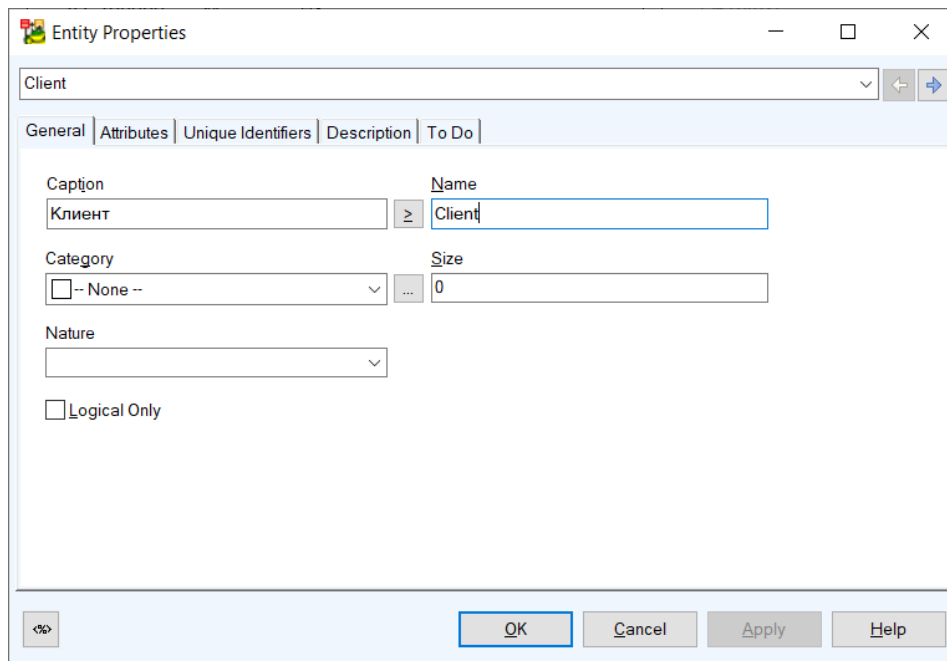 Entity Properties
Client
General Attributes Unique Identifiers Description To Do
Caption Name
Клиент ≥ Client
Category Size
-- None -- ... 0
Nature
Logical Only
<%> OK Cancel Apply Help